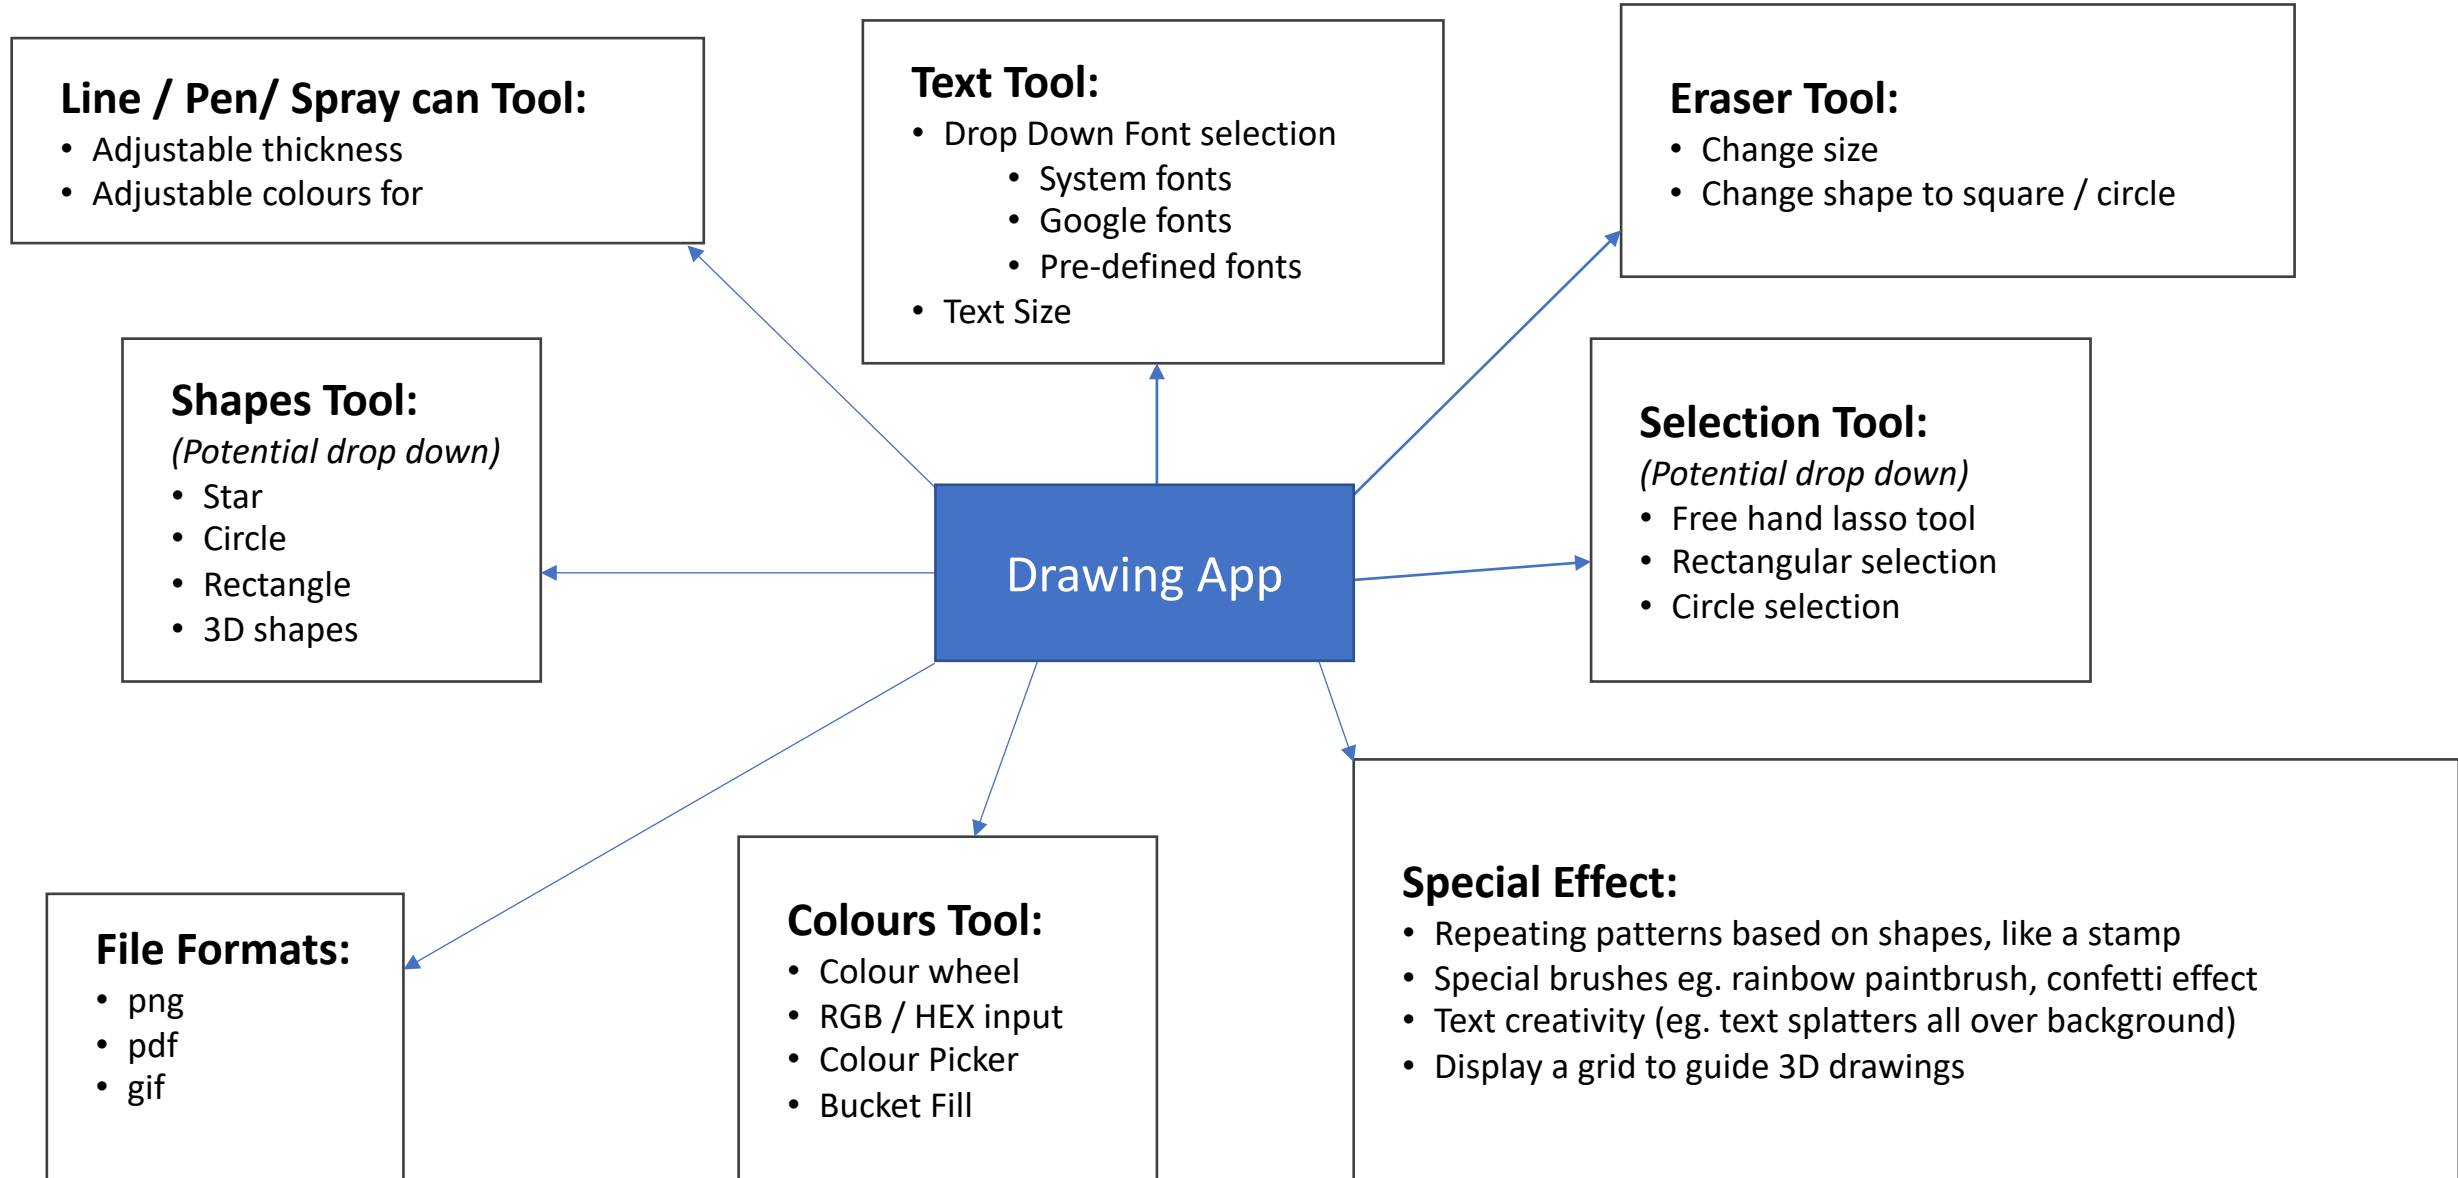 Line / Pen/ Spray can Tool:
• Adjustable thickness
• Adjustable colours for
Text Tool:
• Drop Down Font selection
• System fonts
• Google fonts
• Pre-defined fonts
• Text Size
Eraser Tool:
• Change size
• Change shape to square / circle
Shapes Tool:
(Potential drop down)
• Star
• Circle
• Rectangle
• 3D shapes
Drawing App
Selection Tool:
(Potential drop down)
• Free hand lasso tool
• Rectangular selection
• Circle selection
File Formats:
• png
• pdf
• gif
Colours Tool:
• Colour wheel
• RGB / HEX input
• Colour Picker
• Bucket Fill
Special Effect:
• Repeating patterns based on shapes, like a stamp
• Special brushes eg. rainbow paintbrush, confetti effect
• Text creativity (eg. text splatters all over background)
• Display a grid to guide 3D drawings